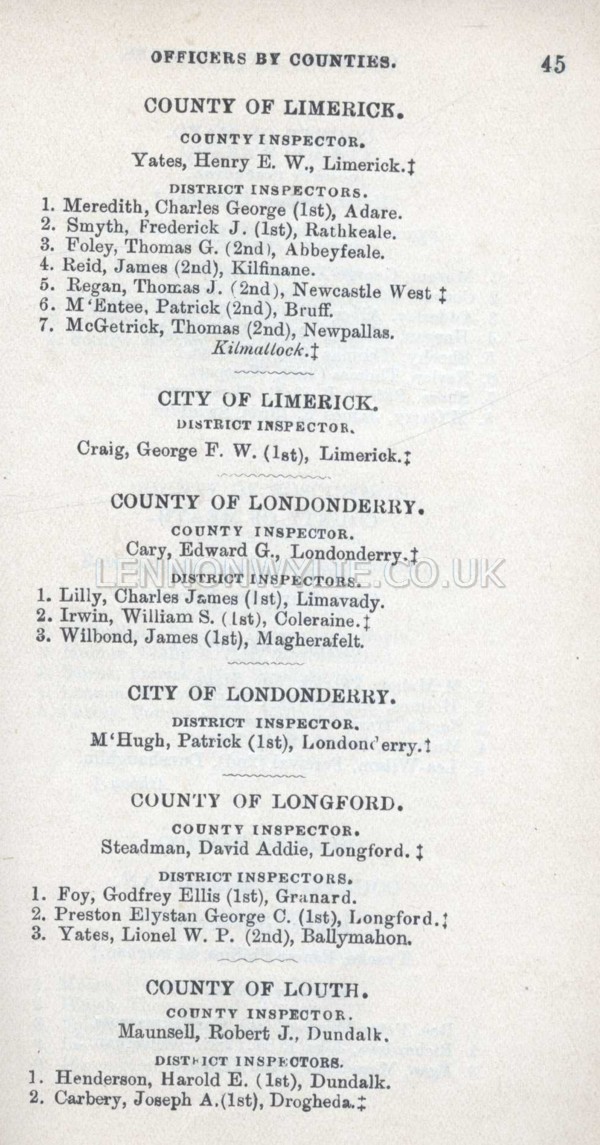 OFFICERS BY COUNTIES. 45
COUNTY OF LIMERICK.
COUNTY INSPECTOR.
Yates, Henry E. W., Limerick.‡
DISTRICT INSPECTORS.
1. Meredith, Charles George (1st), Adare.
2. Smyth, Frederick J. (1st), Rathkeale.
3. Foley, Thomas G. (2nd), Abbeyfeale.
4. Reid, James (2nd), Kilfinane.
5. Regan, Thomas J. (2nd), Newcastle West ‡
6. M‘Entee, Patrick (2nd), Bruff.
7. McGetrick, Thomas (2nd), Newpallas.
Kilmallock.‡
CITY OF LIMERICK.
DISTRICT INSPECTOR.
Craig, George F. W. (1st), Limerick.‡
COUNTY OF LONDONDERRY.
COUNTY INSPECTOR.
Cary, Edward G., Londonderry.‡
LENNONWYLIE.CO.UK
DISTRICT INSPECTORS.
1. Lilly, Charles James (1st), Limavady.
2. Irwin, William S. (1st), Coleraine.‡
3. Wilbond, James (1st), Magherafelt.
CITY OF LONDONDERRY.
DISTRICT INSPECTOR.
M‘Hugh, Patrick (1st), Londonderry.‡
COUNTY OF LONGFORD.
COUNTY INSPECTOR.
Steadman, David Addie, Longford. ‡
DISTRICT INSPECTORS.
1. Foy, Godfrey Ellis (1st), Granard.
2. Preston Elystan George C. (1st), Longford.‡
3. Yates, Lionel W. P. (2nd), Ballymahon.
COUNTY OF LOUTH.
COUNTY INSPECTOR.
Maunsell, Robert J., Dundalk.
DISTRICT INSPECTORS.
1. Henderson, Harold E. (1st), Dundalk.
2. Carbery, Joseph A.(1st), Drogheda.‡